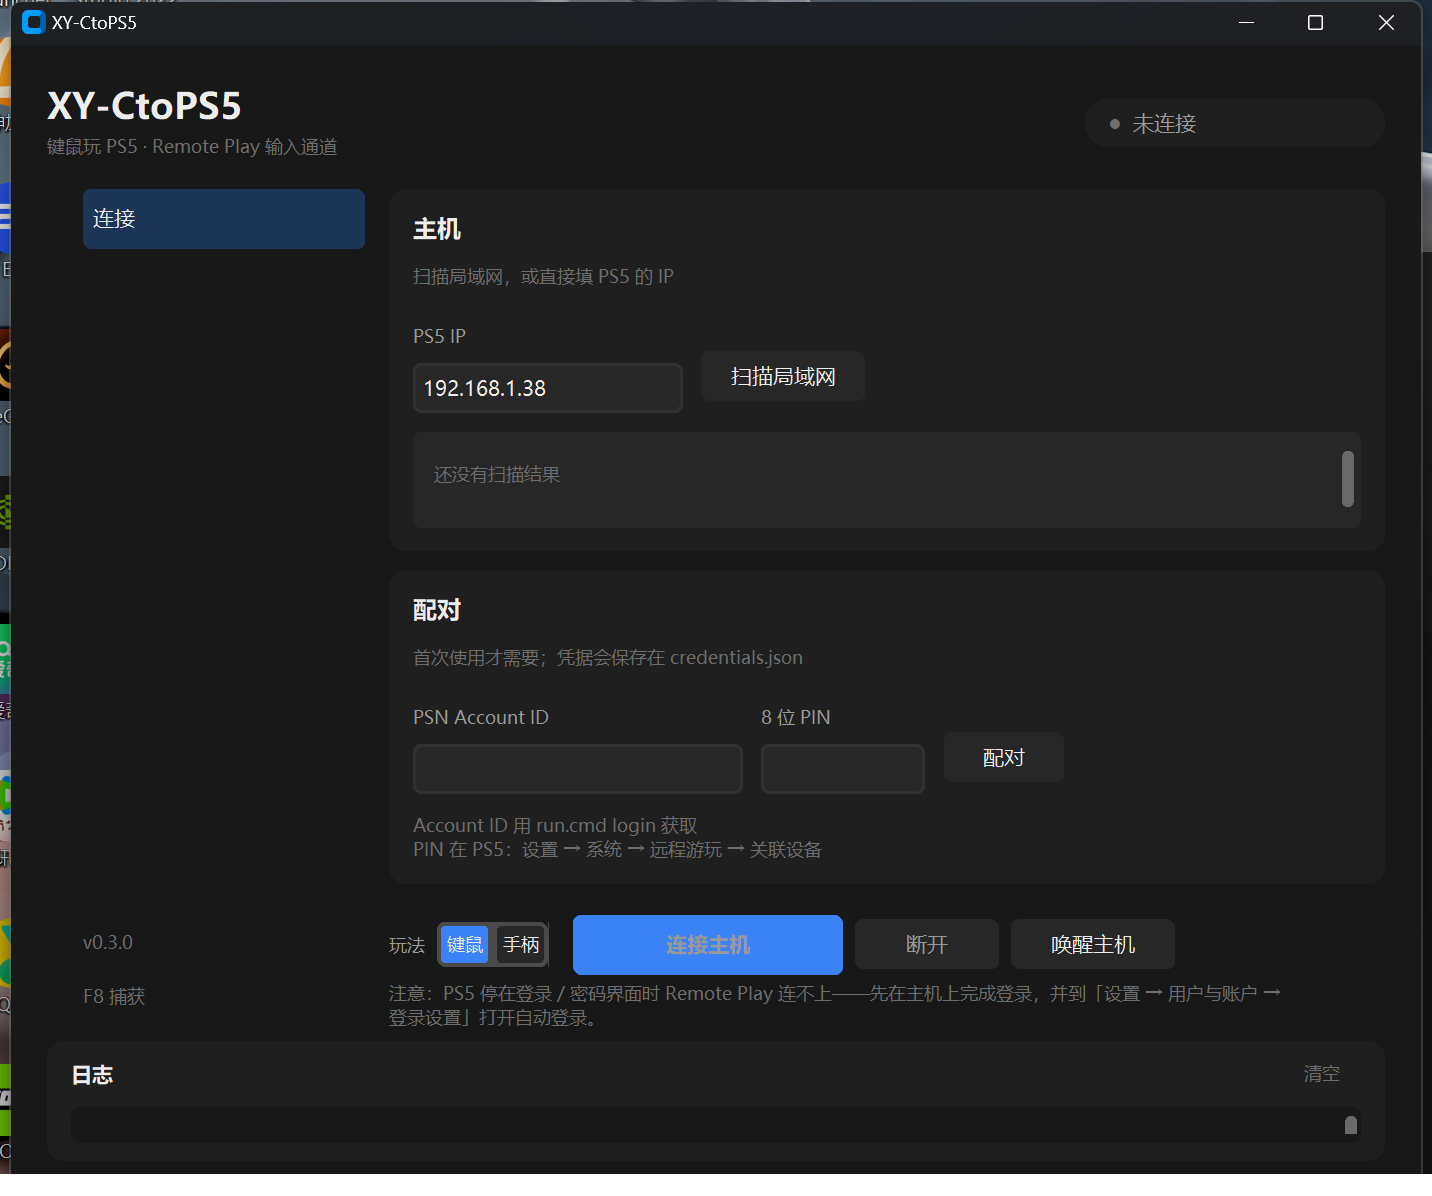 XY-CtoPS5
XY-CtoPS5
键鼠玩 PS5 · Remote Play 输入通道
未连接
连接
主机
扫描局域网，或直接填 PS5 的 IP
PS5 IP
192.168.1.38
扫描局域网
还没有扫描结果
配对
首次使用才需要；凭据会保存在 credentials.json
PSN Account ID
8 位 PIN
配对
Account ID 用 run.cmd login 获取
PIN 在 PS5：设置 → 系统 → 远程游玩 → 关联设备
v0.3.0
F8 捕获
玩法
键鼠
手柄
连接主机
断开
唤醒主机
注意：PS5 停在登录 / 密码界面时 Remote Play 连不上——先在主机上完成登录，并到「设置 → 用户与账户 →
登录设置」打开自动登录。
日志
清空